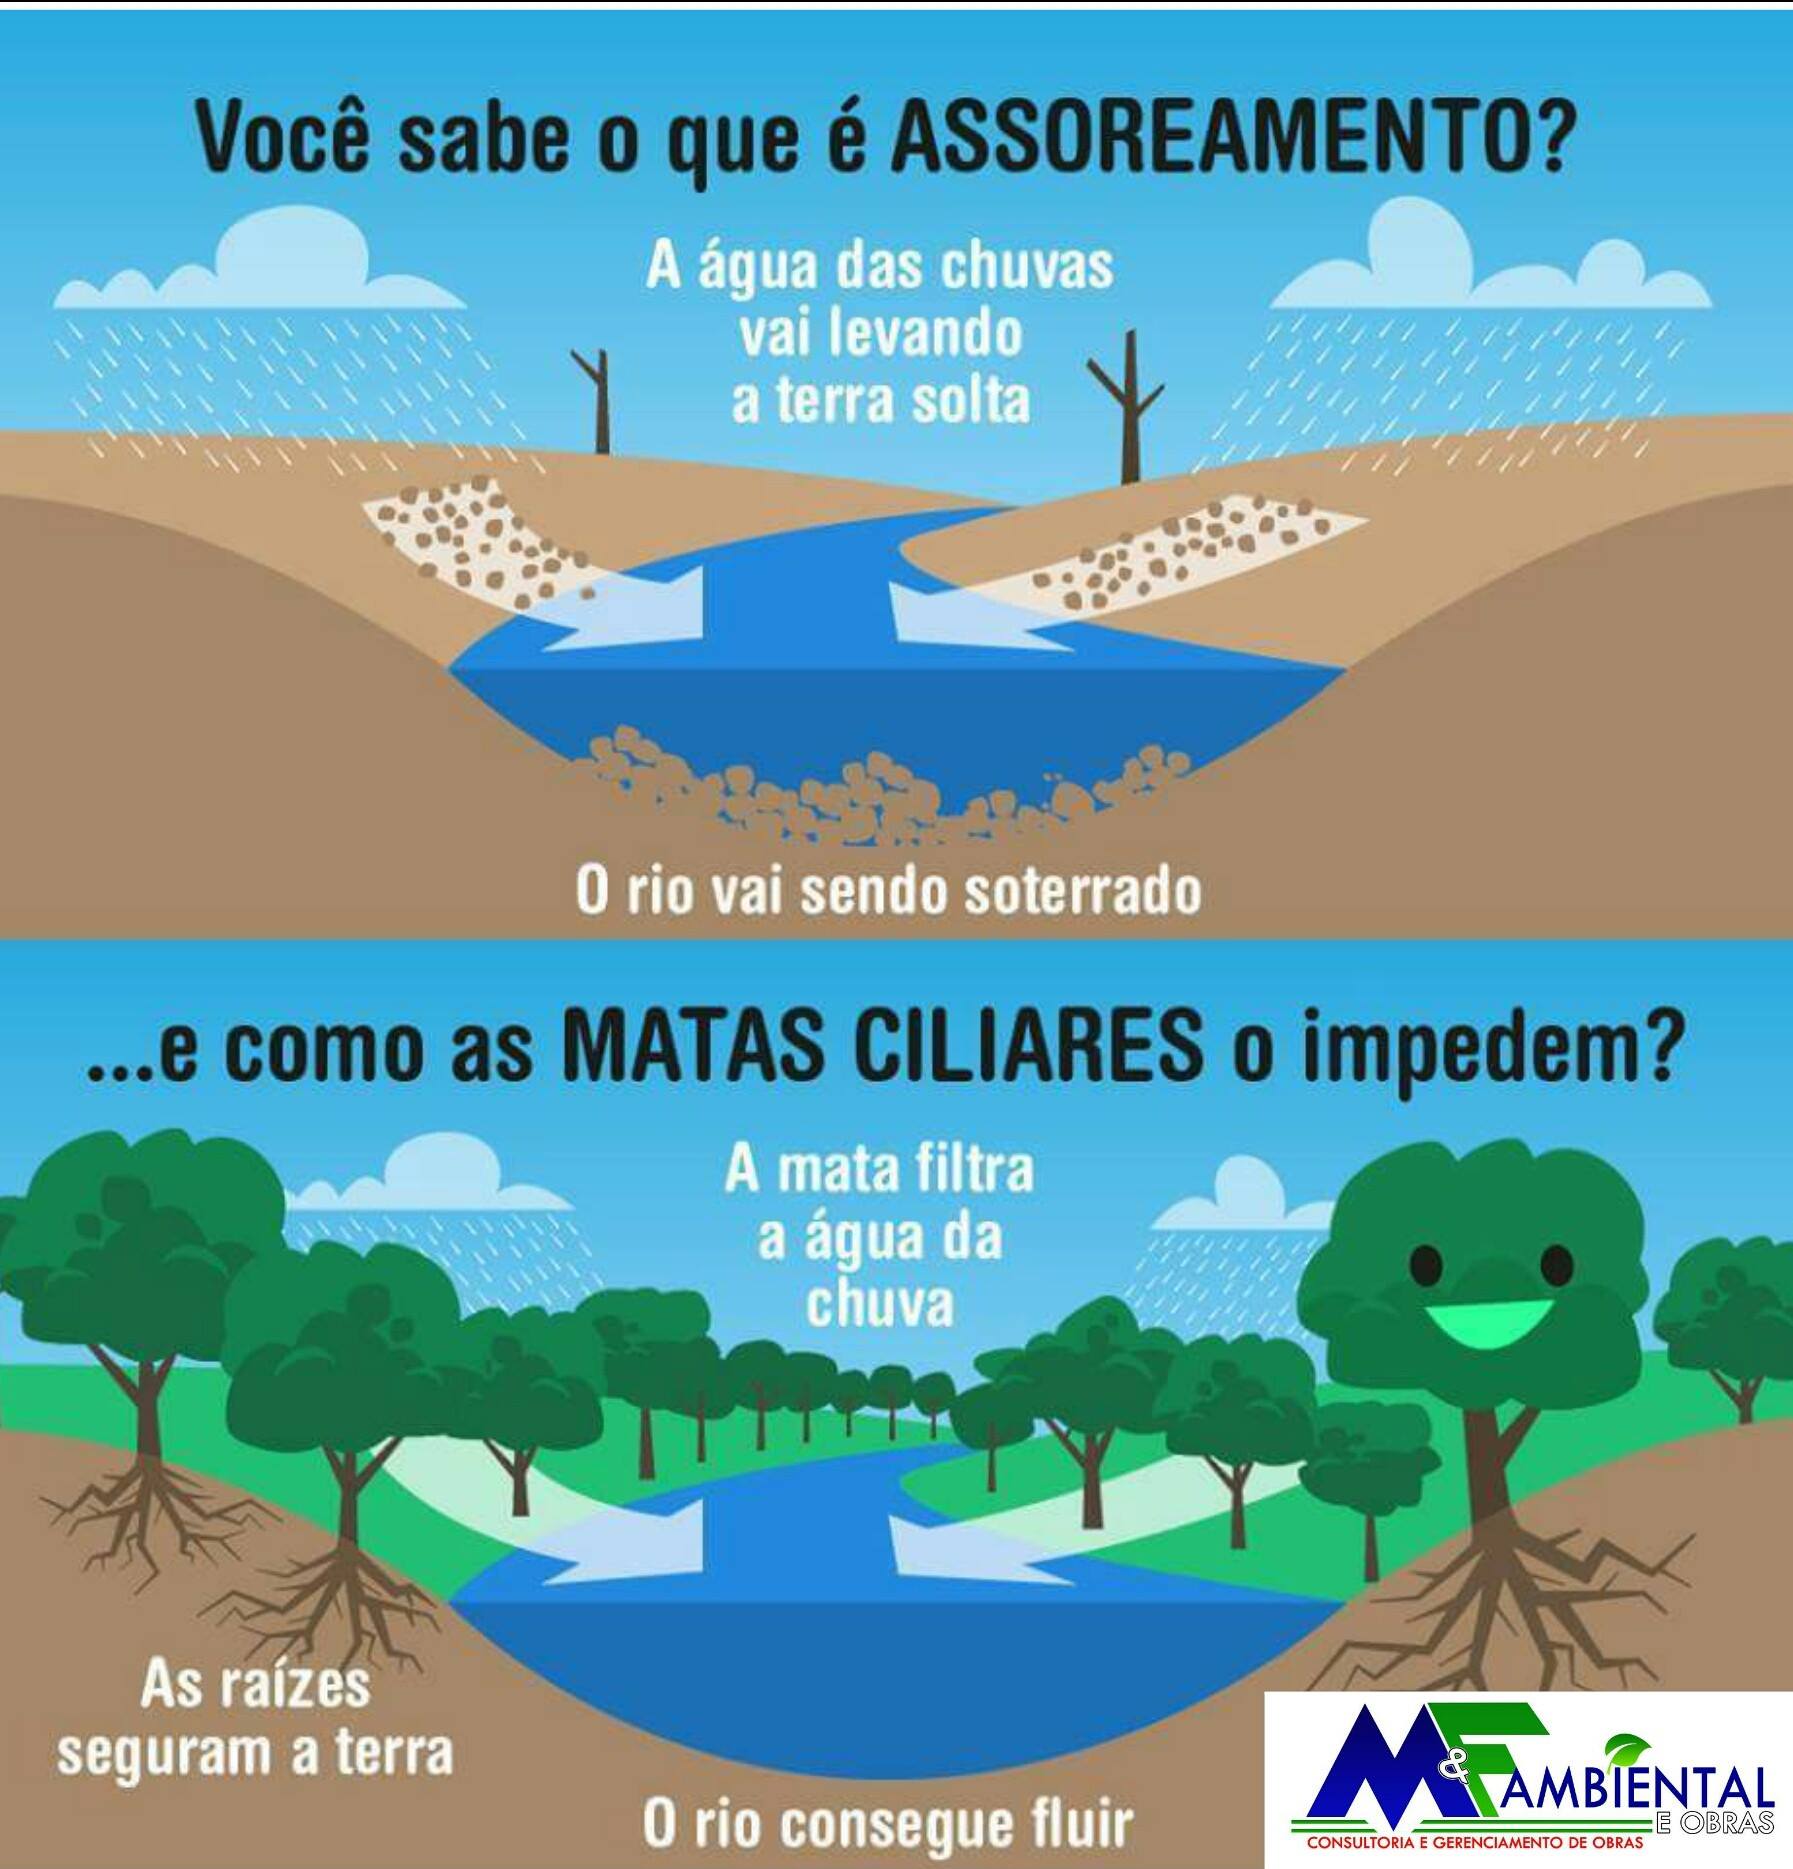 Você sabe o que é ASSOREAMENTO?
A água das chuvas
vai levando
a terra solta
O rio vai sendo soterrado
...e como as MATAS CILIARES o impedem?
A mata filtra
a água da
chuva
As raízes
seguram a terra
O rio consegue fluir
M&F AMBIENTAL
E OBRAS
CONSULTORIA E GERENCIAMENTO DE OBRAS